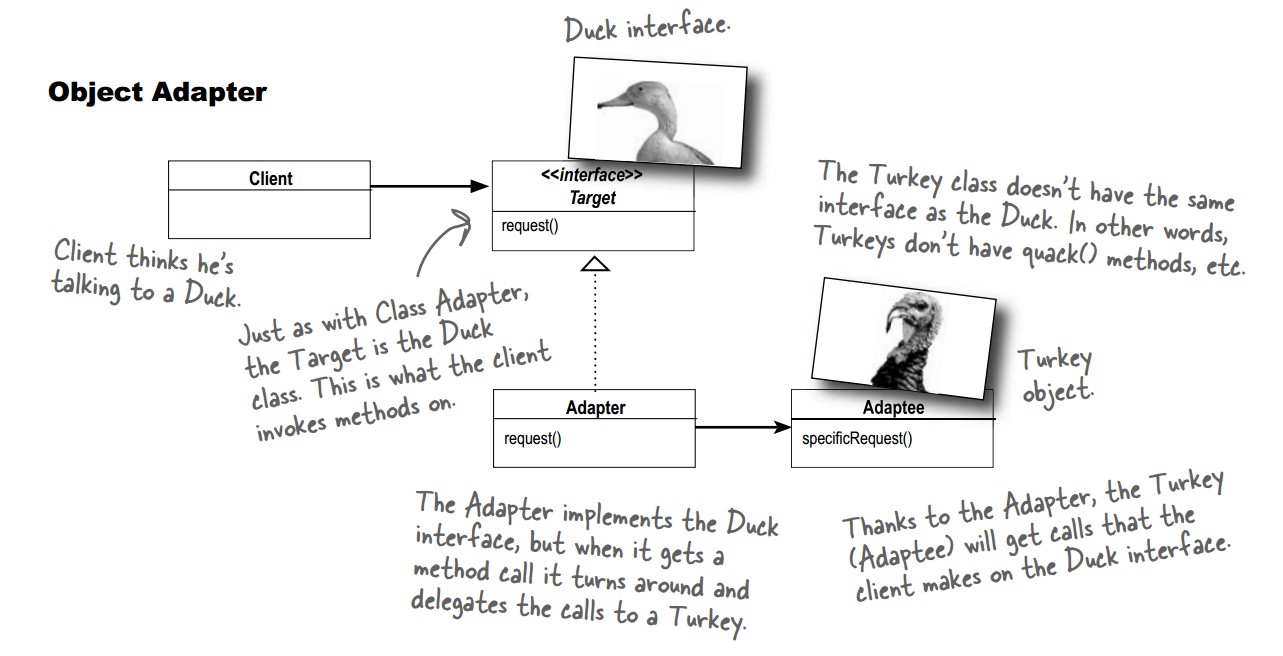 Duck interface.
Object Adapter
Client
<<interface>>
Target
request()
The Turkey class doesn't have the same
interface as the Duck. In other words,
Turkeys don't have quack() methods, etc.
Client thinks he's
talking to a Duck.
Just as with Class Adapter,
the Target is the Duck
class. This is what the client
invokes methods on.
Turkey
object.
Adapter
request()
Adaptee
specificRequest()
The Adapter implements the Duck
interface, but when it gets a
method call it turns around and
delegates the calls to a Turkey.
Thanks to the Adapter, the Turkey
(Adaptee) will get calls that the
client makes on the Duck interface.